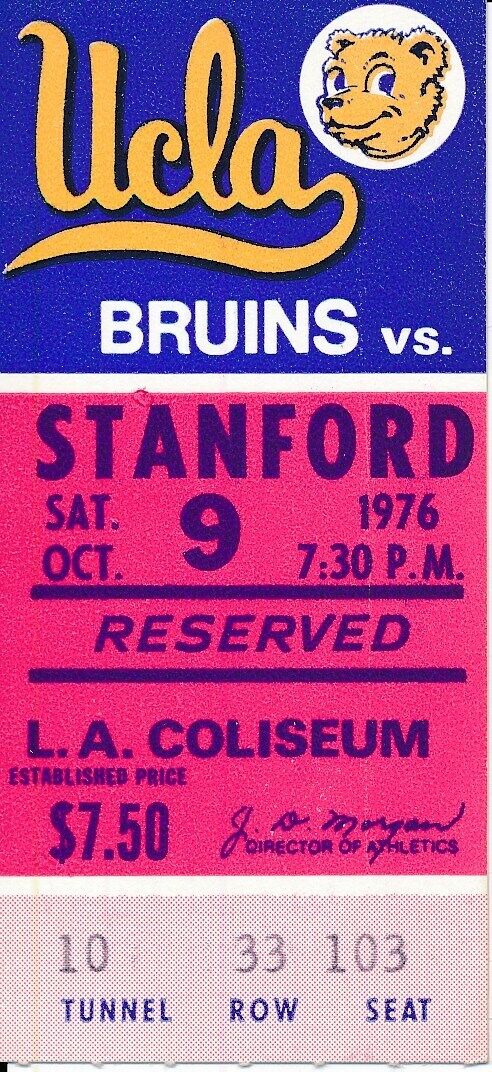 Ucla
BRUINS vs.
STANFORD
SAT. 9 1976
OCT. 7:30 P.M.
RESERVED
L.A. COLISEUM
ESTABLISHED PRICE
$7.50 J. D. Morgan
DIRECTOR OF ATHLETICS
10 33 103
TUNNEL ROW SEAT